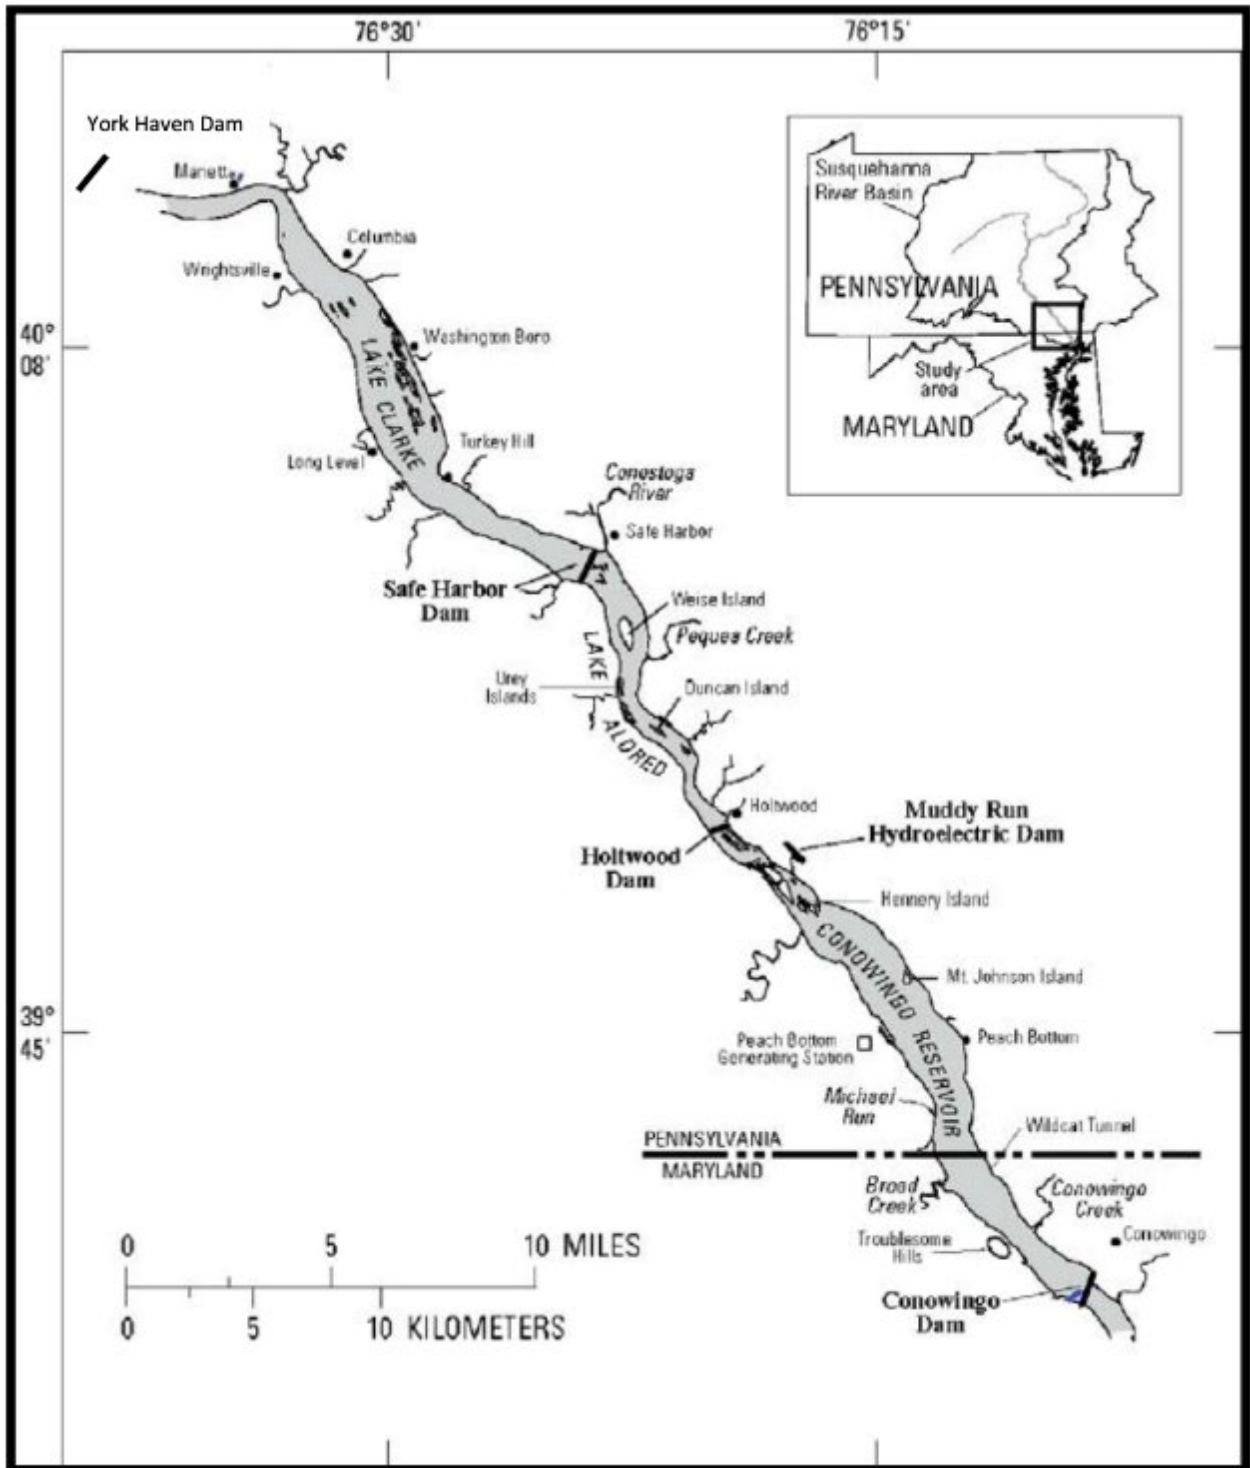 76°30'
76°15'
York Haven Dam
Marietta
Columbia
Wrightsville
Susquehanna
River Basin
PENNSYLVANIA
Study
area
MARYLAND
40°
08'
Washington Boro
LAKE CLARKE
Turkey Hill
Long Level
Conestoga
River
Safe Harbor
Safe Harbor
Dam
Weise Island
Pequea Creek
LAKE
ALDRED
Urey
Islands
Duncan Island
Holtwood
Muddy Run
Hydroelectric Dam
Holtwood
Dam
Hennery Island
CONOWINGO RESERVOIR
Mt. Johnson Island
39°
45'
Peach Bottom
Generating Station
Peach Bottom
Michael
Run
Wildcat Tunnel
PENNSYLVANIA
MARYLAND
Broad
Creek
Conowingo
Creek
Conowingo
Troublesome
Hills
Conowingo
Dam
0 5 10 MILES
0 5 10 KILOMETERS